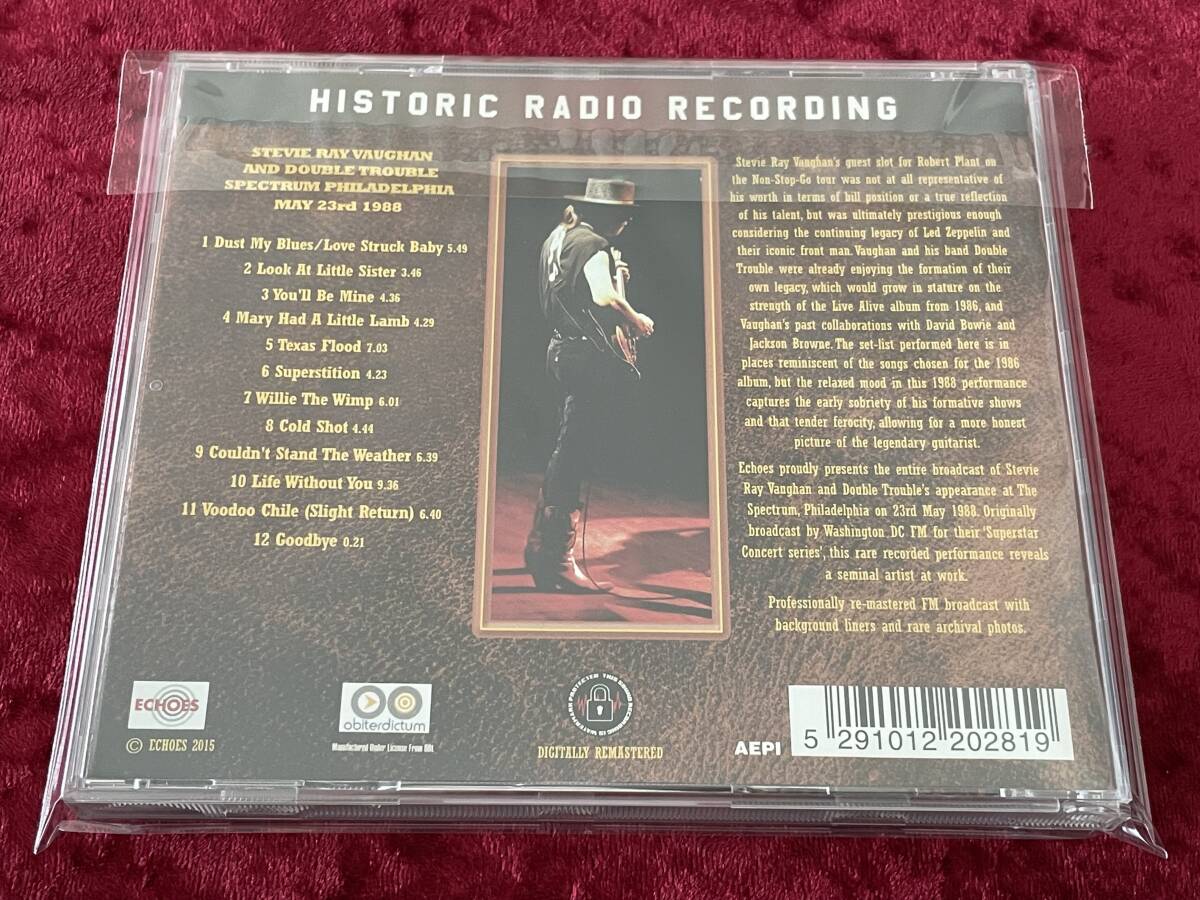 HISTORIC RADIO RECORDING
STEVIE RAY VAUGHAN
AND DOUBLE TROUBLE
SPECTRUM PHILADELPHIA
MAY 23rd 1988
1 Dust My Blues/Love Struck Baby 5.49
2 Look At Little Sister 3.46
3 You'll Be Mine 4.36
4 Mary Had A Little Lamb 4.29
5 Texas Flood 7.03
6 Superstition 4.23
7 Willie The Wimp 6.01
8 Cold Shot 4.44
9 Couldn't Stand The Weather 6.39
10 Life Without You 9.36
11 Voodoo Chile (Slight Return) 6.40
12 Goodbye 0.21
Stevie Ray Vaughan's guest slot for Robert Plant on
the Non-Stop-Go tour was not at all representative of
his worth in terms of bill position or a true reflection
of his talent, but was ultimately prestigious enough
considering the continuing legacy of Led Zeppelin and
their iconic front man. Vaughan and his band Double
Trouble were already enjoying the formation of their
own legacy, which would grow in stature on the
strength of the Live Alive album from 1986, and
Vaughan's past collaborations with David Bowie and
Jackson Browne. The set-list performed here is in
places reminiscent of the songs chosen for the 1986
album, but the relaxed mood in this 1988 performance
captures the early sobriety of his formative shows
and that tender ferocity, allowing for a more honest
picture of the legendary guitarist.
Echoes proudly presents the entire broadcast of Stevie
Ray Vaughan and Double Trouble's appearance at The
Spectrum, Philadelphia on 23rd May 1988. Originally
broadcast by Washington DC FM for their 'Superstar
Concert series', this rare recorded performance reveals
a seminal artist at work.
Professionally re-mastered FM broadcast with
background liners and rare archival photos.
ECHOES
© ECHOES 2015
obiterdictum
Manufactured Under License From Obt.
DIGITALLY REMASTERED
AEPI
5 291012 202819